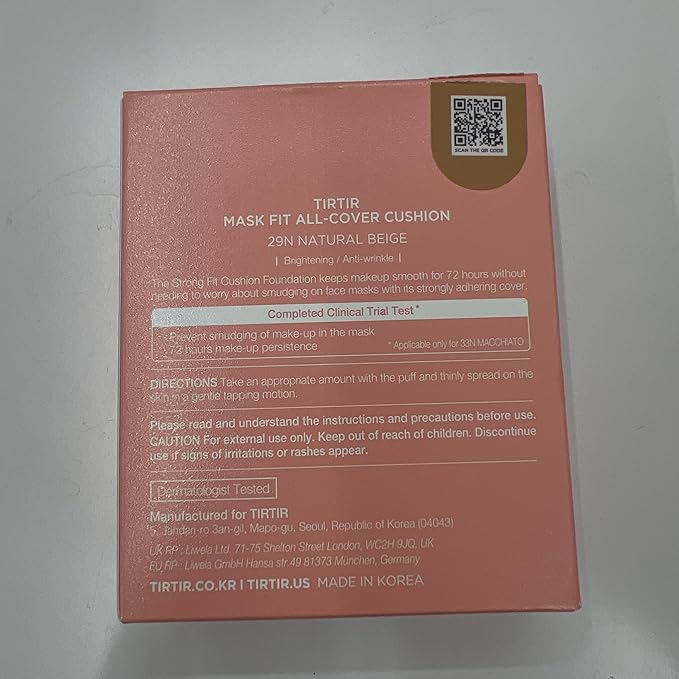 SCAN THE QR CODE
TIRTIR
MASK FIT ALL-COVER CUSHION
29N NATURAL BEIGE
| Brightening / Anti-wrinkle |
The Strong Fit Cushion Foundation keeps makeup smooth for 72 hours without
needing to worry about smudging on face masks with its strongly adhering cover.
Completed Clinical Trial Test*
· Prevent smudging of make-up in the mask
· 72 hours make-up persistence
* Applicable only for 33N MACCHIATO
DIRECTIONS Take an appropriate amount with the puff and thinly spread on the
skin in a gentle tapping motion.
Please read and understand the instructions and precautions before use.
CAUTION For external use only. Keep out of reach of children. Discontinue
use if signs of irritations or rashes appear.
Dermatologist Tested
Manufactured for TIRTIR
5, Jandari-ro 3an-gil, Mapo-gu, Seoul, Republic of Korea (04043)
UK RP : Liwela Ltd. 71-75 Shelton Street London, WC2H 9JQ, UK
EU RP : Liwela GmbH Hansa str.49 81373 München, Germany
TIRTIR.CO.KR | TIRTIR.US MADE IN KOREA